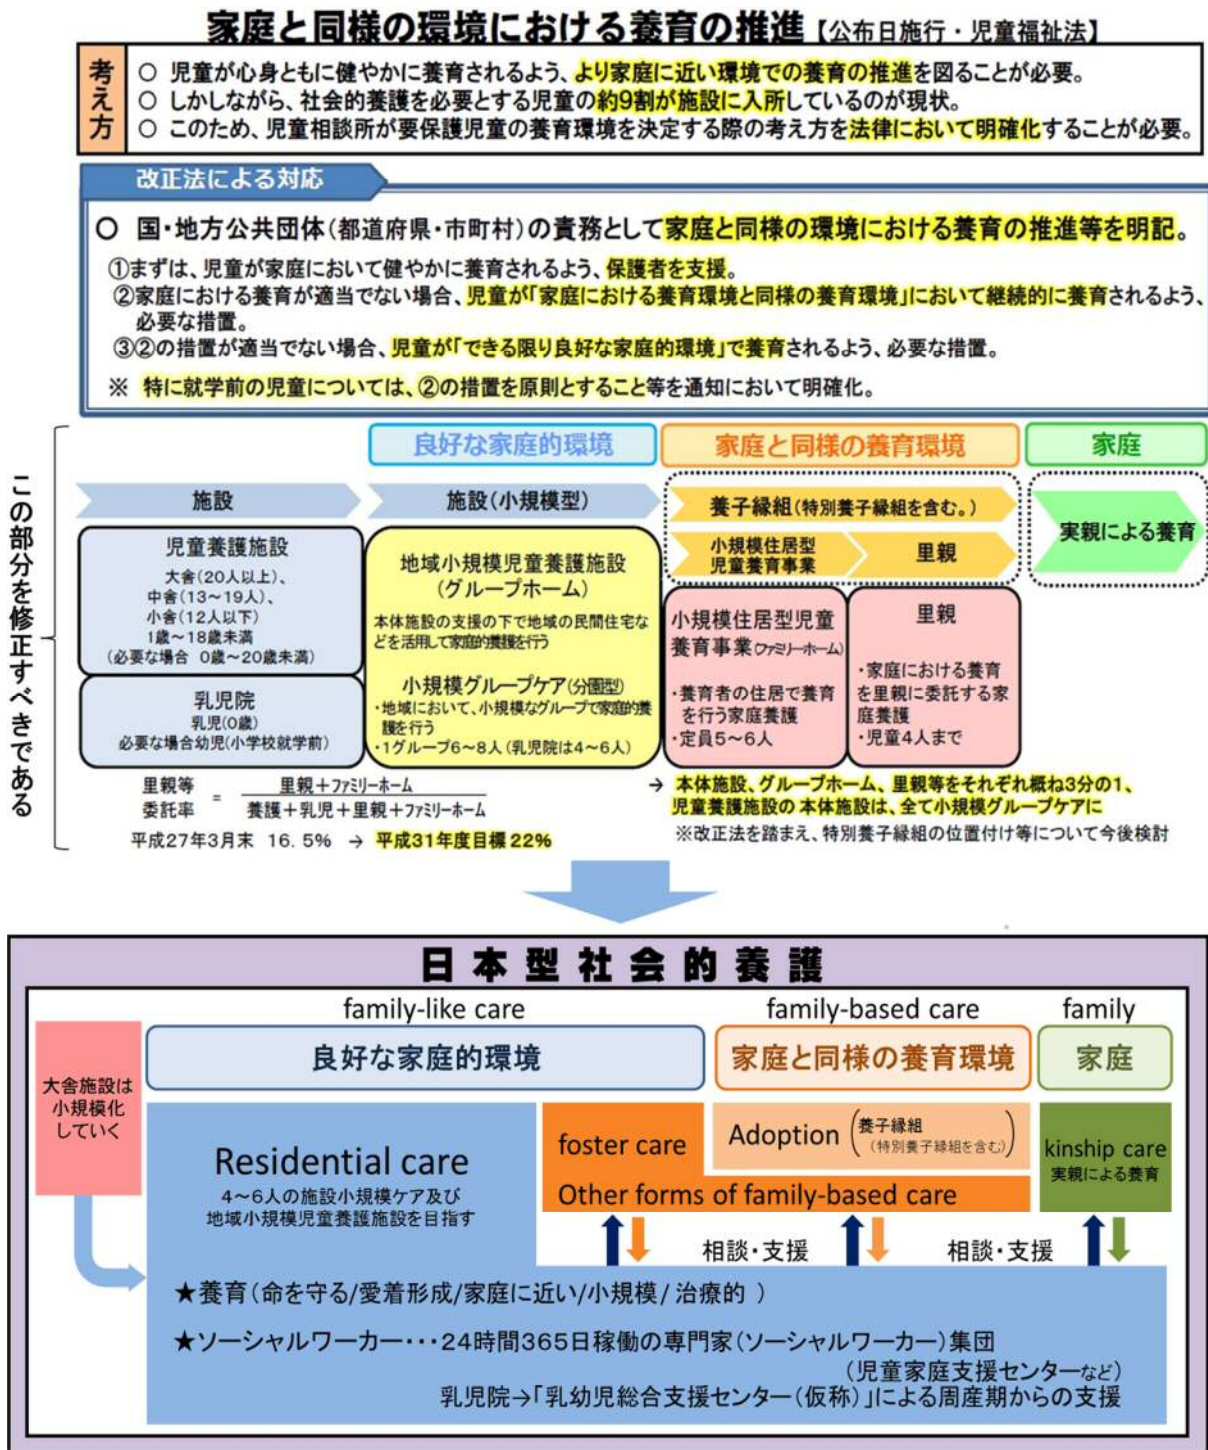 家庭と同様の環境における養育の推進【公布日施行・児童福祉法】
考え方
○ 児童が心身ともに健やかに養育されるよう、より家庭に近い環境での養育の推進を図ることが必要。
○ しかしながら、社会的養護を必要とする児童の約9割が施設に入所しているのが現状。
○ このため、児童相談所が要保護児童の養育環境を決定する際の考え方を法律において明確化することが必要。
改正法による対応
○ 国・地方公共団体(都道府県・市町村)の責務として家庭と同様の環境における養育の推進等を明記。
①まずは、児童が家庭において健やかに養育されるよう、保護者を支援。
②家庭における養育が適当でない場合、児童が「家庭における養育環境と同様の養育環境」において継続的に養育されるよう、
必要な措置。
③②の措置が適当でない場合、児童が「できる限り良好な家庭的環境」で養育されるよう、必要な措置。
※ 特に就学前の児童については、②の措置を原則とすること等を通知において明確化。
この部分を修正すべきである
良好な家庭的環境
家庭と同様の養育環境
家庭
施設
施設(小規模型)
養子縁組(特別養子縁組を含む。)
小規模住居型
児童養育事業
里親
実親による養育
児童養護施設
大舎(20人以上)、
中舎(13～19人)、
小舎(12人以下)
1歳～18歳未満
(必要な場合 0歳～20歳未満)
乳児院
乳児(0歳)
必要な場合幼児(小学校就学前)
地域小規模児童養護施設
(グループホーム)
本体施設の支援の下で地域の民間住宅な
どを活用して家庭的養護を行う
小規模グループケア(分園型)
・地域において、小規模なグループで家庭的養
護を行う
・1グループ6～8人(乳児院は4～6人)
小規模住居型児童
養育事業(ファミリーホーム)
・養育者の住居で養育
を行う家庭養護
・定員5～6人
里親
・家庭における養育
を里親に委託する家
庭養護
・児童4人まで
里親等
委託率
=
里親+ファミリーホーム
養護+乳児+里親+ファミリーホーム
平成27年3月末 16.5% → 平成31年度目標 22%
→ 本体施設、グループホーム、里親等をそれぞれ概ね3分の1、
児童養護施設の 本体施設は、全て小規模グループケアに
※改正法を踏まえ、特別養子縁組の位置付け等について今後検討
日本型社会的養護
family-like care
family-based care
family
大舎施設は
小規模化
していく
良好な家庭的環境
家庭と同様の養育環境
家庭
Residential care
4～6人の施設小規模ケア及び
地域小規模児童養護施設を目指す
foster care
Adoption (養子縁組
(特別養子縁組を含む))
Other forms of family-based care
kinship care
実親による養育
相談・支援
相談・支援
★養育(命を守る/愛着形成/家庭に近い/小規模/治療的 )
★ソーシャルワーカー・・・24時間365日稼働の専門家(ソーシャルワーカー)集団
(児童家庭支援センターなど)
乳児院→「乳幼児総合支援センター(仮称)」による周産期からの支援